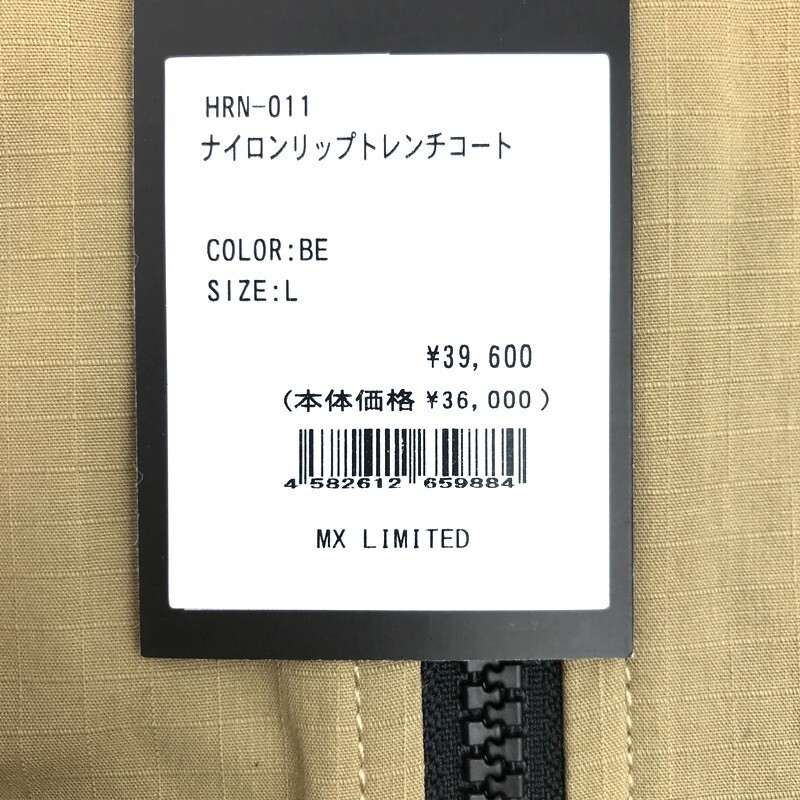 HRN-011
ナイロンリップトレンチコート
COLOR:BE
SIZE:L
¥39,600
(本体価格 ¥36,000)
4 582612 659884
MX LIMITED